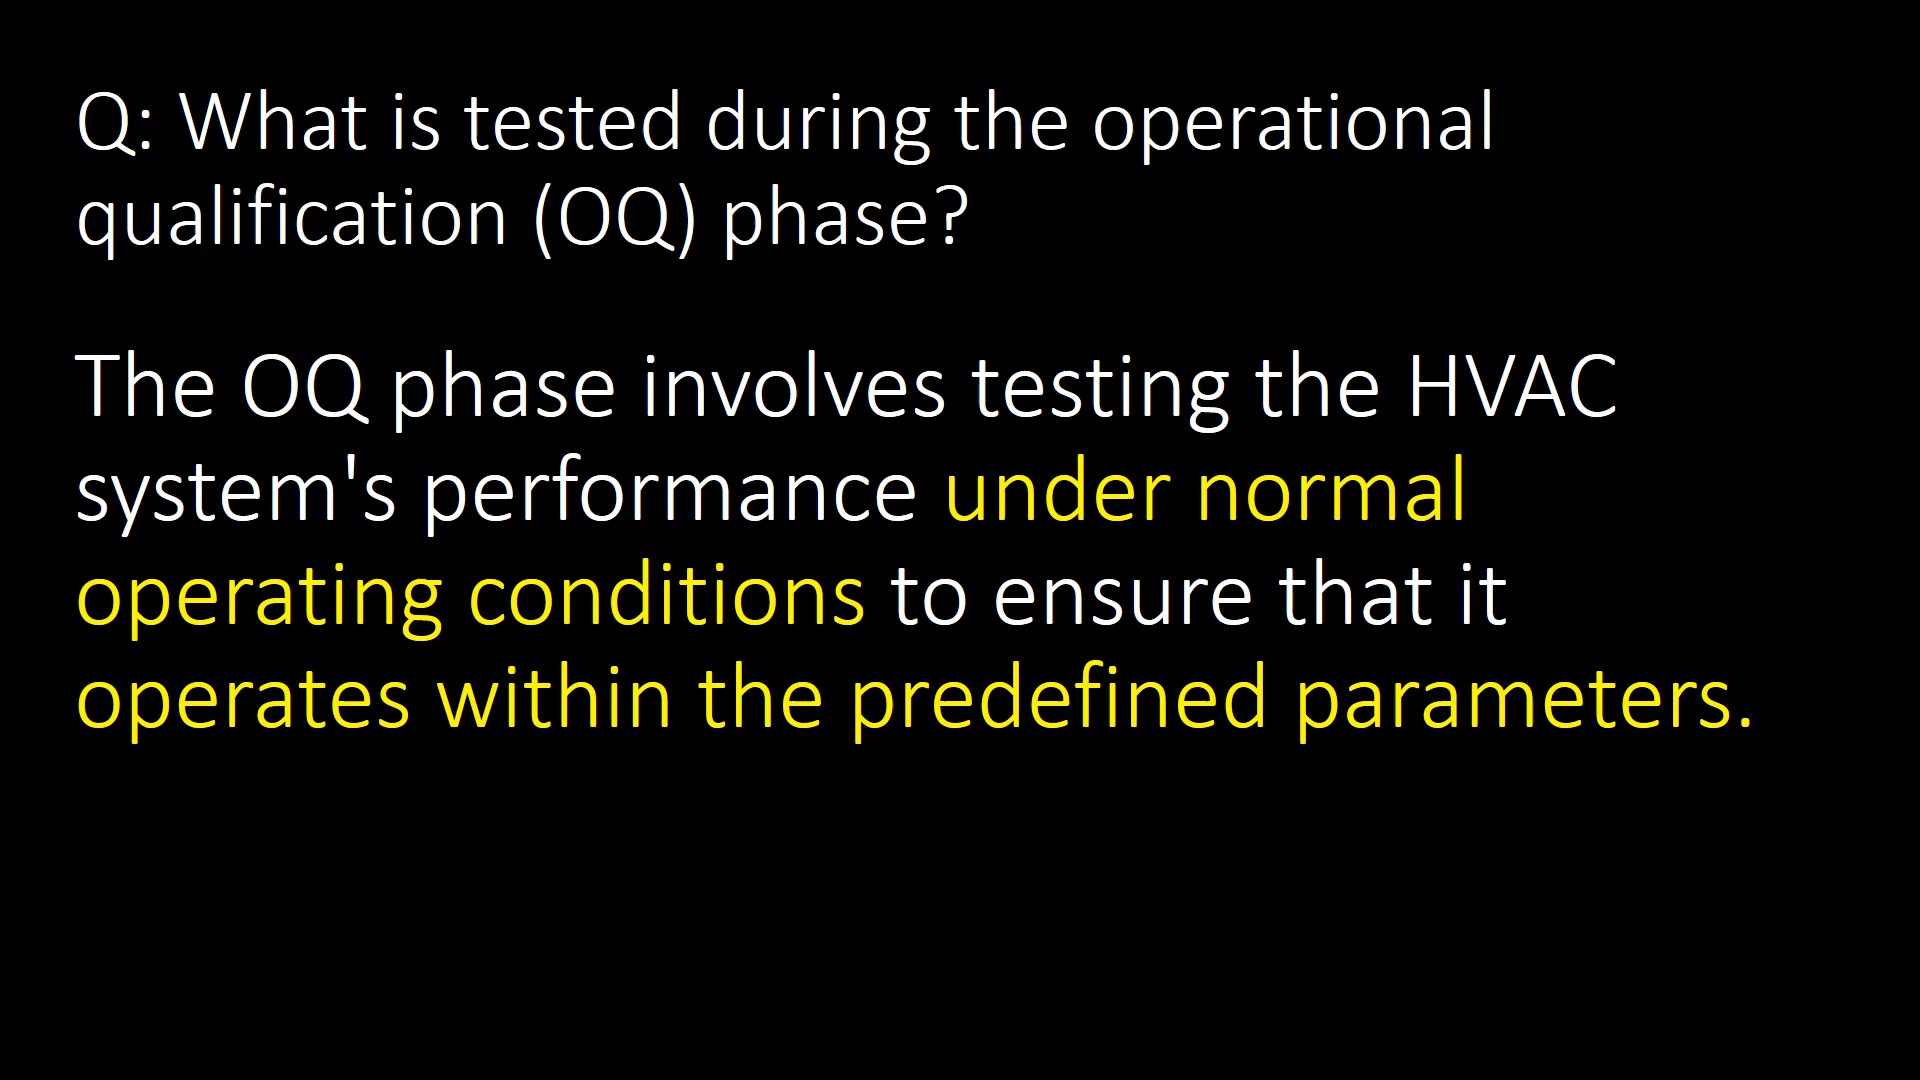 Q: What is tested during the operational
qualification (OQ) phase?
The OQ phase involves testing the HVAC
system's performance under normal
operating conditions to ensure that it
operates within the predefined parameters.